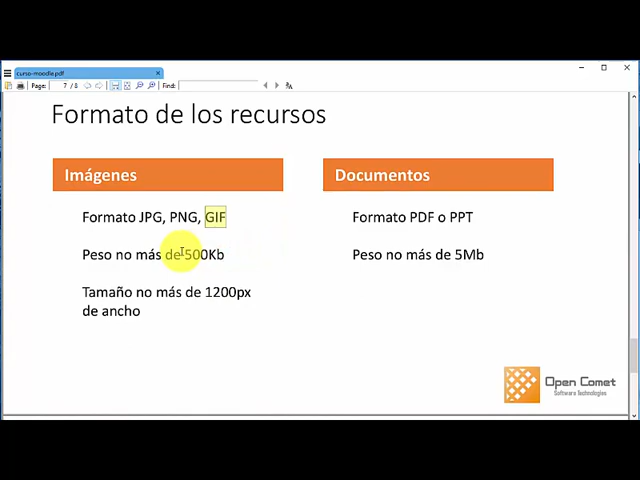 curso-moodle.pdf
Page: 7 / 8 Find:
Formato de los recursos
Imágenes
Formato JPG, PNG, GIF
Peso no más de 500Kb
Tamaño no más de 1200px
de ancho
Documentos
Formato PDF o PPT
Peso no más de 5Mb
Open Comet
Software Technologies